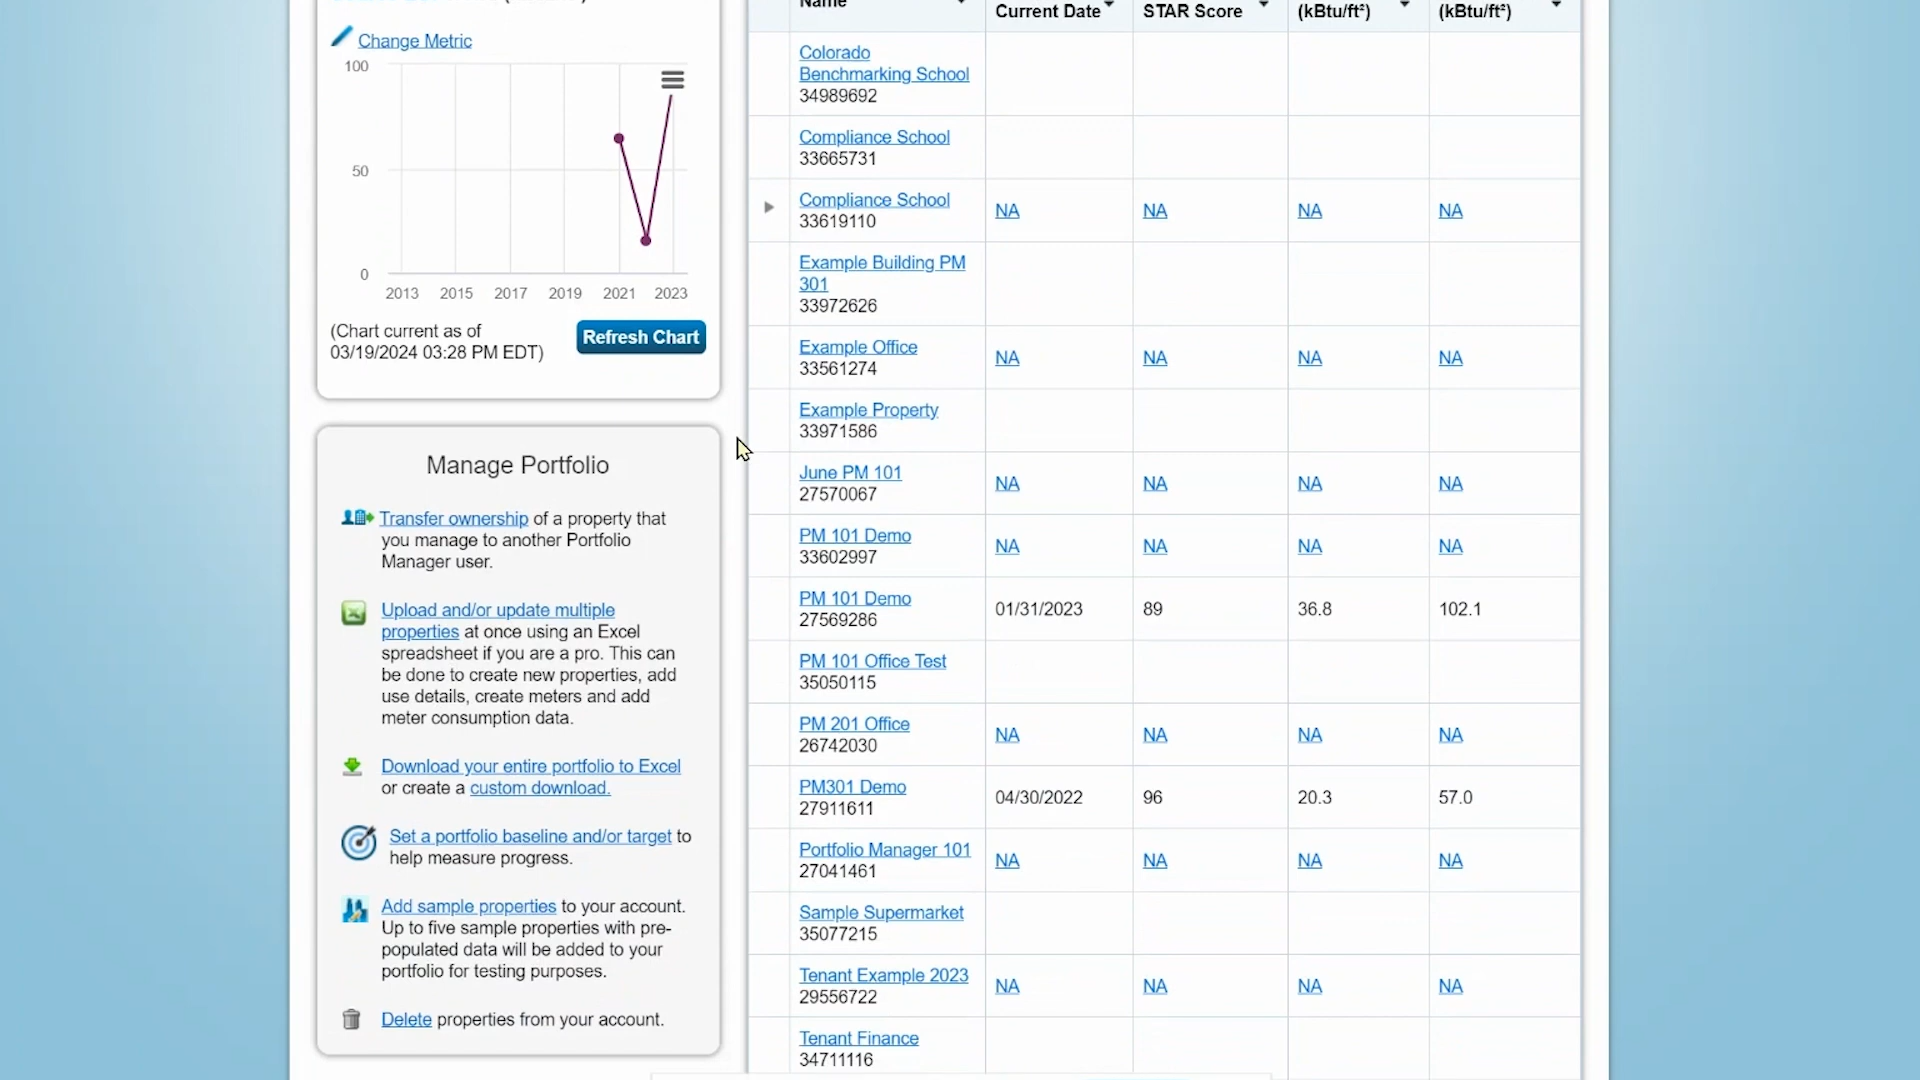 Change Metric
100
50
0
2013 2015 2017 2019 2021 2023
(Chart current as of
03/19/2024 03:28 PM EDT)
Refresh Chart
Manage Portfolio
Transfer ownership of a property that
you manage to another Portfolio
Manager user.
Upload and/or update multiple
properties at once using an Excel
spreadsheet if you are a pro. This can
be done to create new properties, add
use details, create meters and add
meter consumption data.
Download your entire portfolio to Excel
or create a custom download.
Set a portfolio baseline and/or target to
help measure progress.
Add sample properties to your account.
Up to five sample properties with pre-
populated data will be added to your
portfolio for testing purposes.
Delete properties from your account.
Name
Current Date STAR Score (kBtu/ft²) (kBtu/ft²)
Colorado
Benchmarking School
34989692
Compliance School
33665731
Compliance School
33619110
NA NA NA NA
Example Building PM
301
33972626
Example Office
33561274
NA NA NA NA
Example Property
33971586
June PM 101
27570067
NA NA NA NA
PM 101 Demo
33602997
NA NA NA NA
PM 101 Demo
27569286
01/31/2023 89 36.8 102.1
PM 101 Office Test
35050115
PM 201 Office
26742030
NA NA NA NA
PM301 Demo
27911611
04/30/2022 96 20.3 57.0
Portfolio Manager 101
27041461
NA NA NA NA
Sample Supermarket
35077215
Tenant Example 2023
29556722
NA NA NA NA
Tenant Finance
34711116